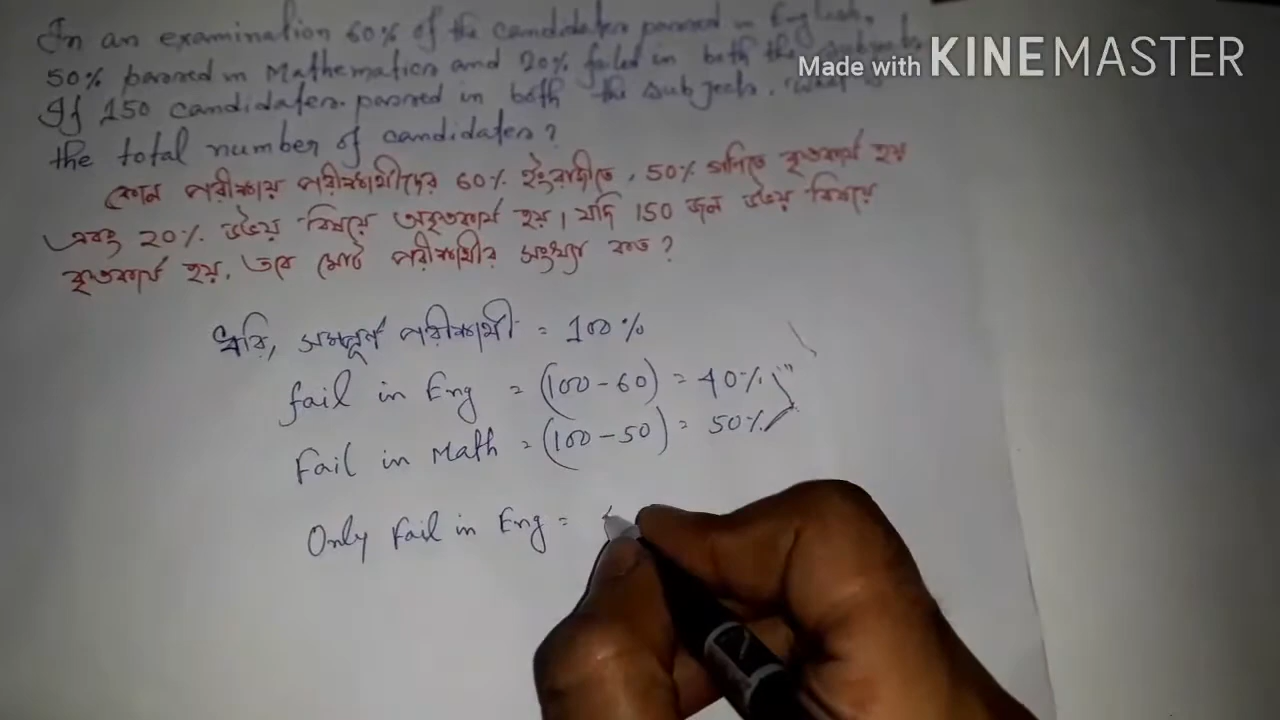 In an examination 60% of the candidates passed in English,
50% passed in Mathematics and 20% failed in both the subjects
Made with KINEMASTER
If 150 candidates passed in both the subjects, what is
the total number of candidates?
কোন পরীক্ষায় পরীক্ষার্থীদের 60% ইংরাজীতে, 50% গণিতে কৃতকার্য হয়
এবং 20% উভয় বিষয়ে অকৃতকার্য হয়। যদি 150 জন উভয় বিষয়ে
কৃতকার্য হয়, তবে মোট পরীক্ষার্থীর সংখ্যা কত?
ধরি, সম্পূর্ণ পরীক্ষার্থী = 100%
fail in Eng = (100-60) = 40%
Fail in Math = (100-50) = 50%
Only Fail in Eng =